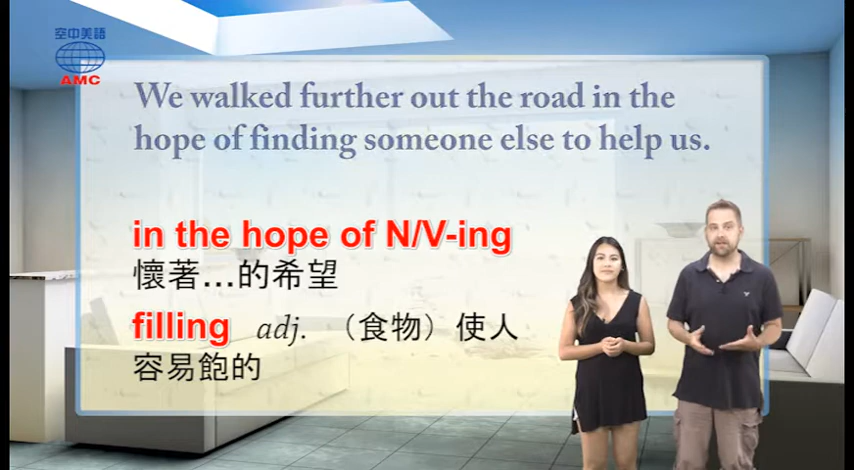 空中美語
AMC
We walked further out the road in the
hope of finding someone else to help us.
in the hope of N/V-ing
懷著…的希望
filling adj. （食物）使人
容易飽的